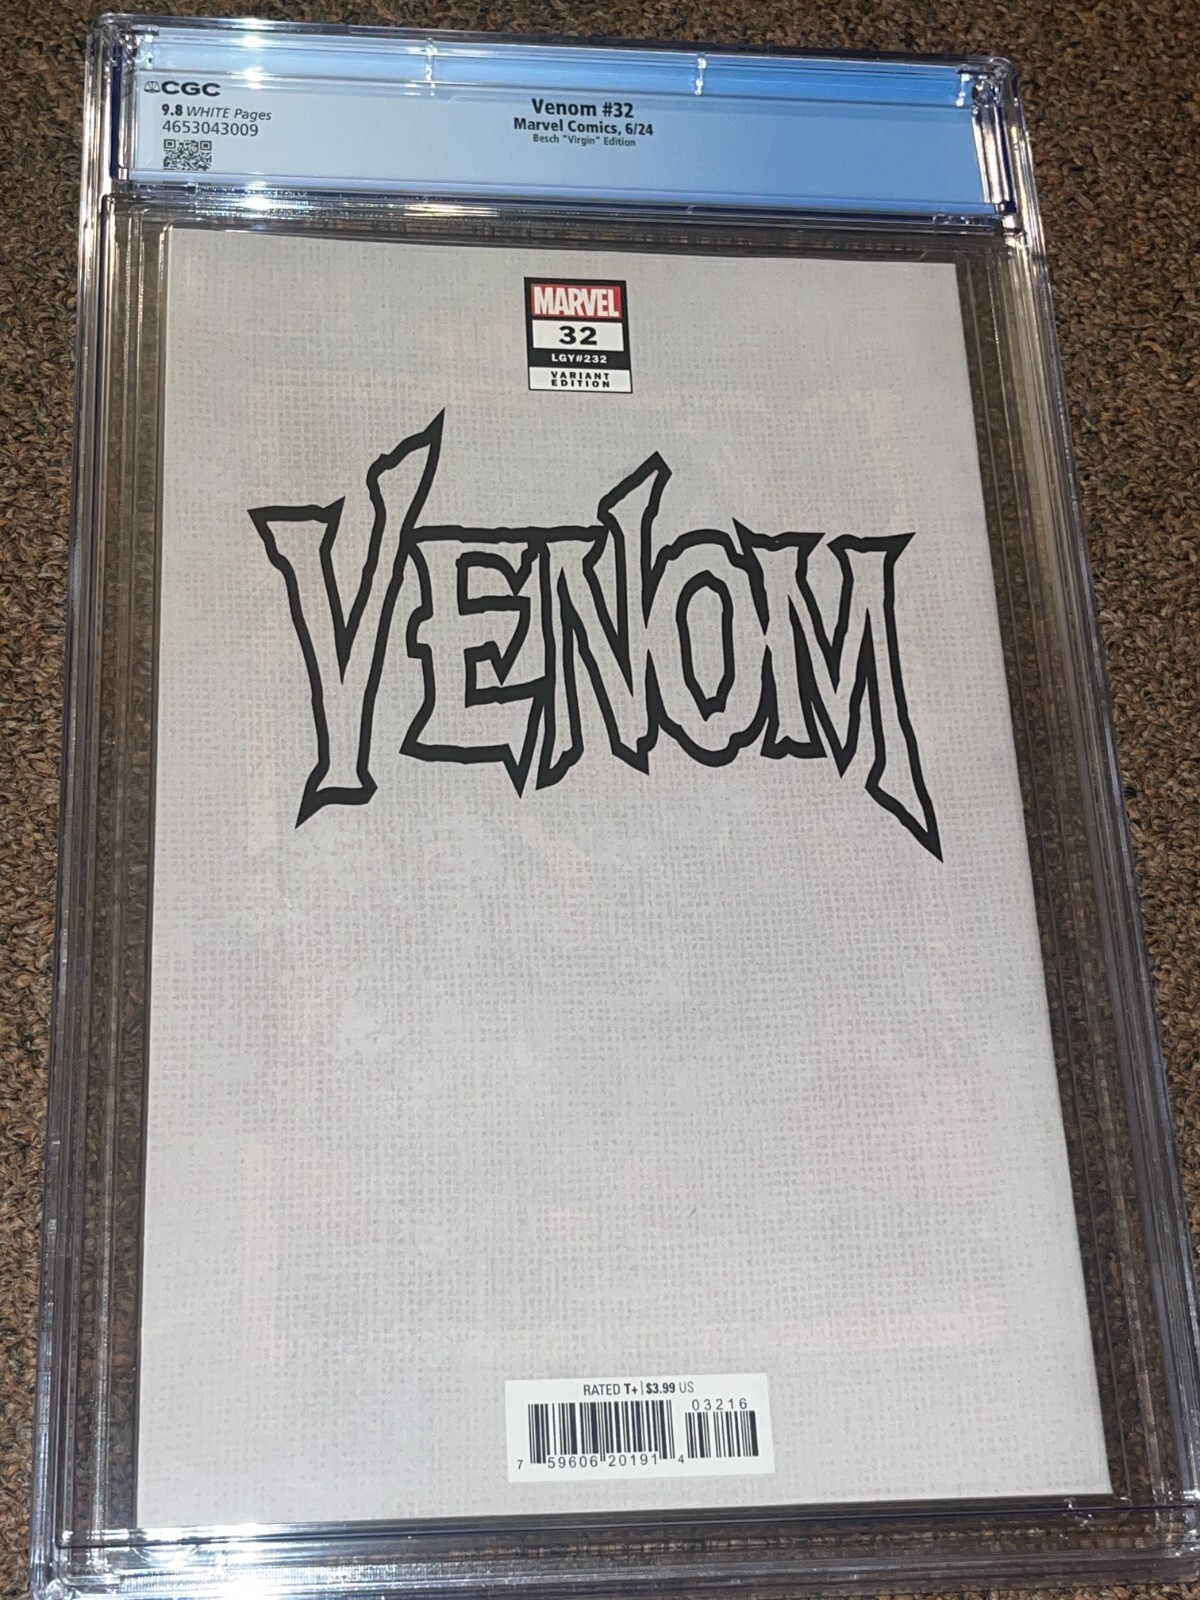 CGC
9.8 WHITE Pages
4653043009
Venom #32
Marvel Comics, 6/24
Besch "Virgin" Edition
MARVEL
32
LGY#232
VARIANT
EDITION
VENOM
RATED T+ | $3.99 US
03216
7 59606 20191 4